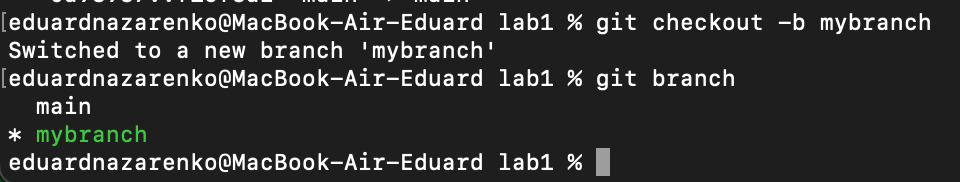 eduardnazarenko@MacBook-Air-Eduard lab1 % git checkout -b mybranch
Switched to a new branch 'mybranch'
eduardnazarenko@MacBook-Air-Eduard lab1 % git branch
main
* mybranch
eduardnazarenko@MacBook-Air-Eduard lab1 %